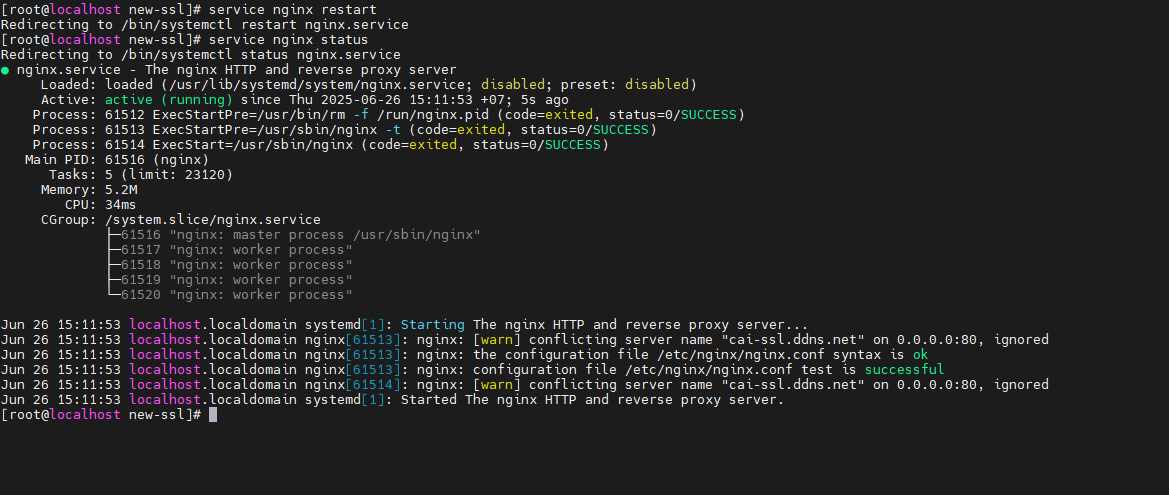 [root@localhost new-ssl]# service nginx restart
Redirecting to /bin/systemctl restart nginx.service
[root@localhost new-ssl]# service nginx status
Redirecting to /bin/systemctl status nginx.service
● nginx.service - The nginx HTTP and reverse proxy server
     Loaded: loaded (/usr/lib/systemd/system/nginx.service; disabled; preset: disabled)
     Active: active (running) since Thu 2025-06-26 15:11:53 +07; 5s ago
    Process: 61512 ExecStartPre=/usr/bin/rm -f /run/nginx.pid (code=exited, status=0/SUCCESS)
    Process: 61513 ExecStartPre=/usr/sbin/nginx -t (code=exited, status=0/SUCCESS)
    Process: 61514 ExecStart=/usr/sbin/nginx (code=exited, status=0/SUCCESS)
   Main PID: 61516 (nginx)
      Tasks: 5 (limit: 23120)
     Memory: 5.2M
        CPU: 34ms
     CGroup: /system.slice/nginx.service
             ├─61516 "nginx: master process /usr/sbin/nginx"
             ├─61517 "nginx: worker process"
             ├─61518 "nginx: worker process"
             ├─61519 "nginx: worker process"
             └─61520 "nginx: worker process"

Jun 26 15:11:53 localhost.localdomain systemd[1]: Starting The nginx HTTP and reverse proxy server...
Jun 26 15:11:53 localhost.localdomain nginx[61513]: nginx: [warn] conflicting server name "cai-ssl.ddns.net" on 0.0.0.0:80, ignored
Jun 26 15:11:53 localhost.localdomain nginx[61513]: nginx: the configuration file /etc/nginx/nginx.conf syntax is ok
Jun 26 15:11:53 localhost.localdomain nginx[61513]: nginx: configuration file /etc/nginx/nginx.conf test is successful
Jun 26 15:11:53 localhost.localdomain nginx[61514]: nginx: [warn] conflicting server name "cai-ssl.ddns.net" on 0.0.0.0:80, ignored
Jun 26 15:11:53 localhost.localdomain systemd[1]: Started The nginx HTTP and reverse proxy server.
[root@localhost new-ssl]#